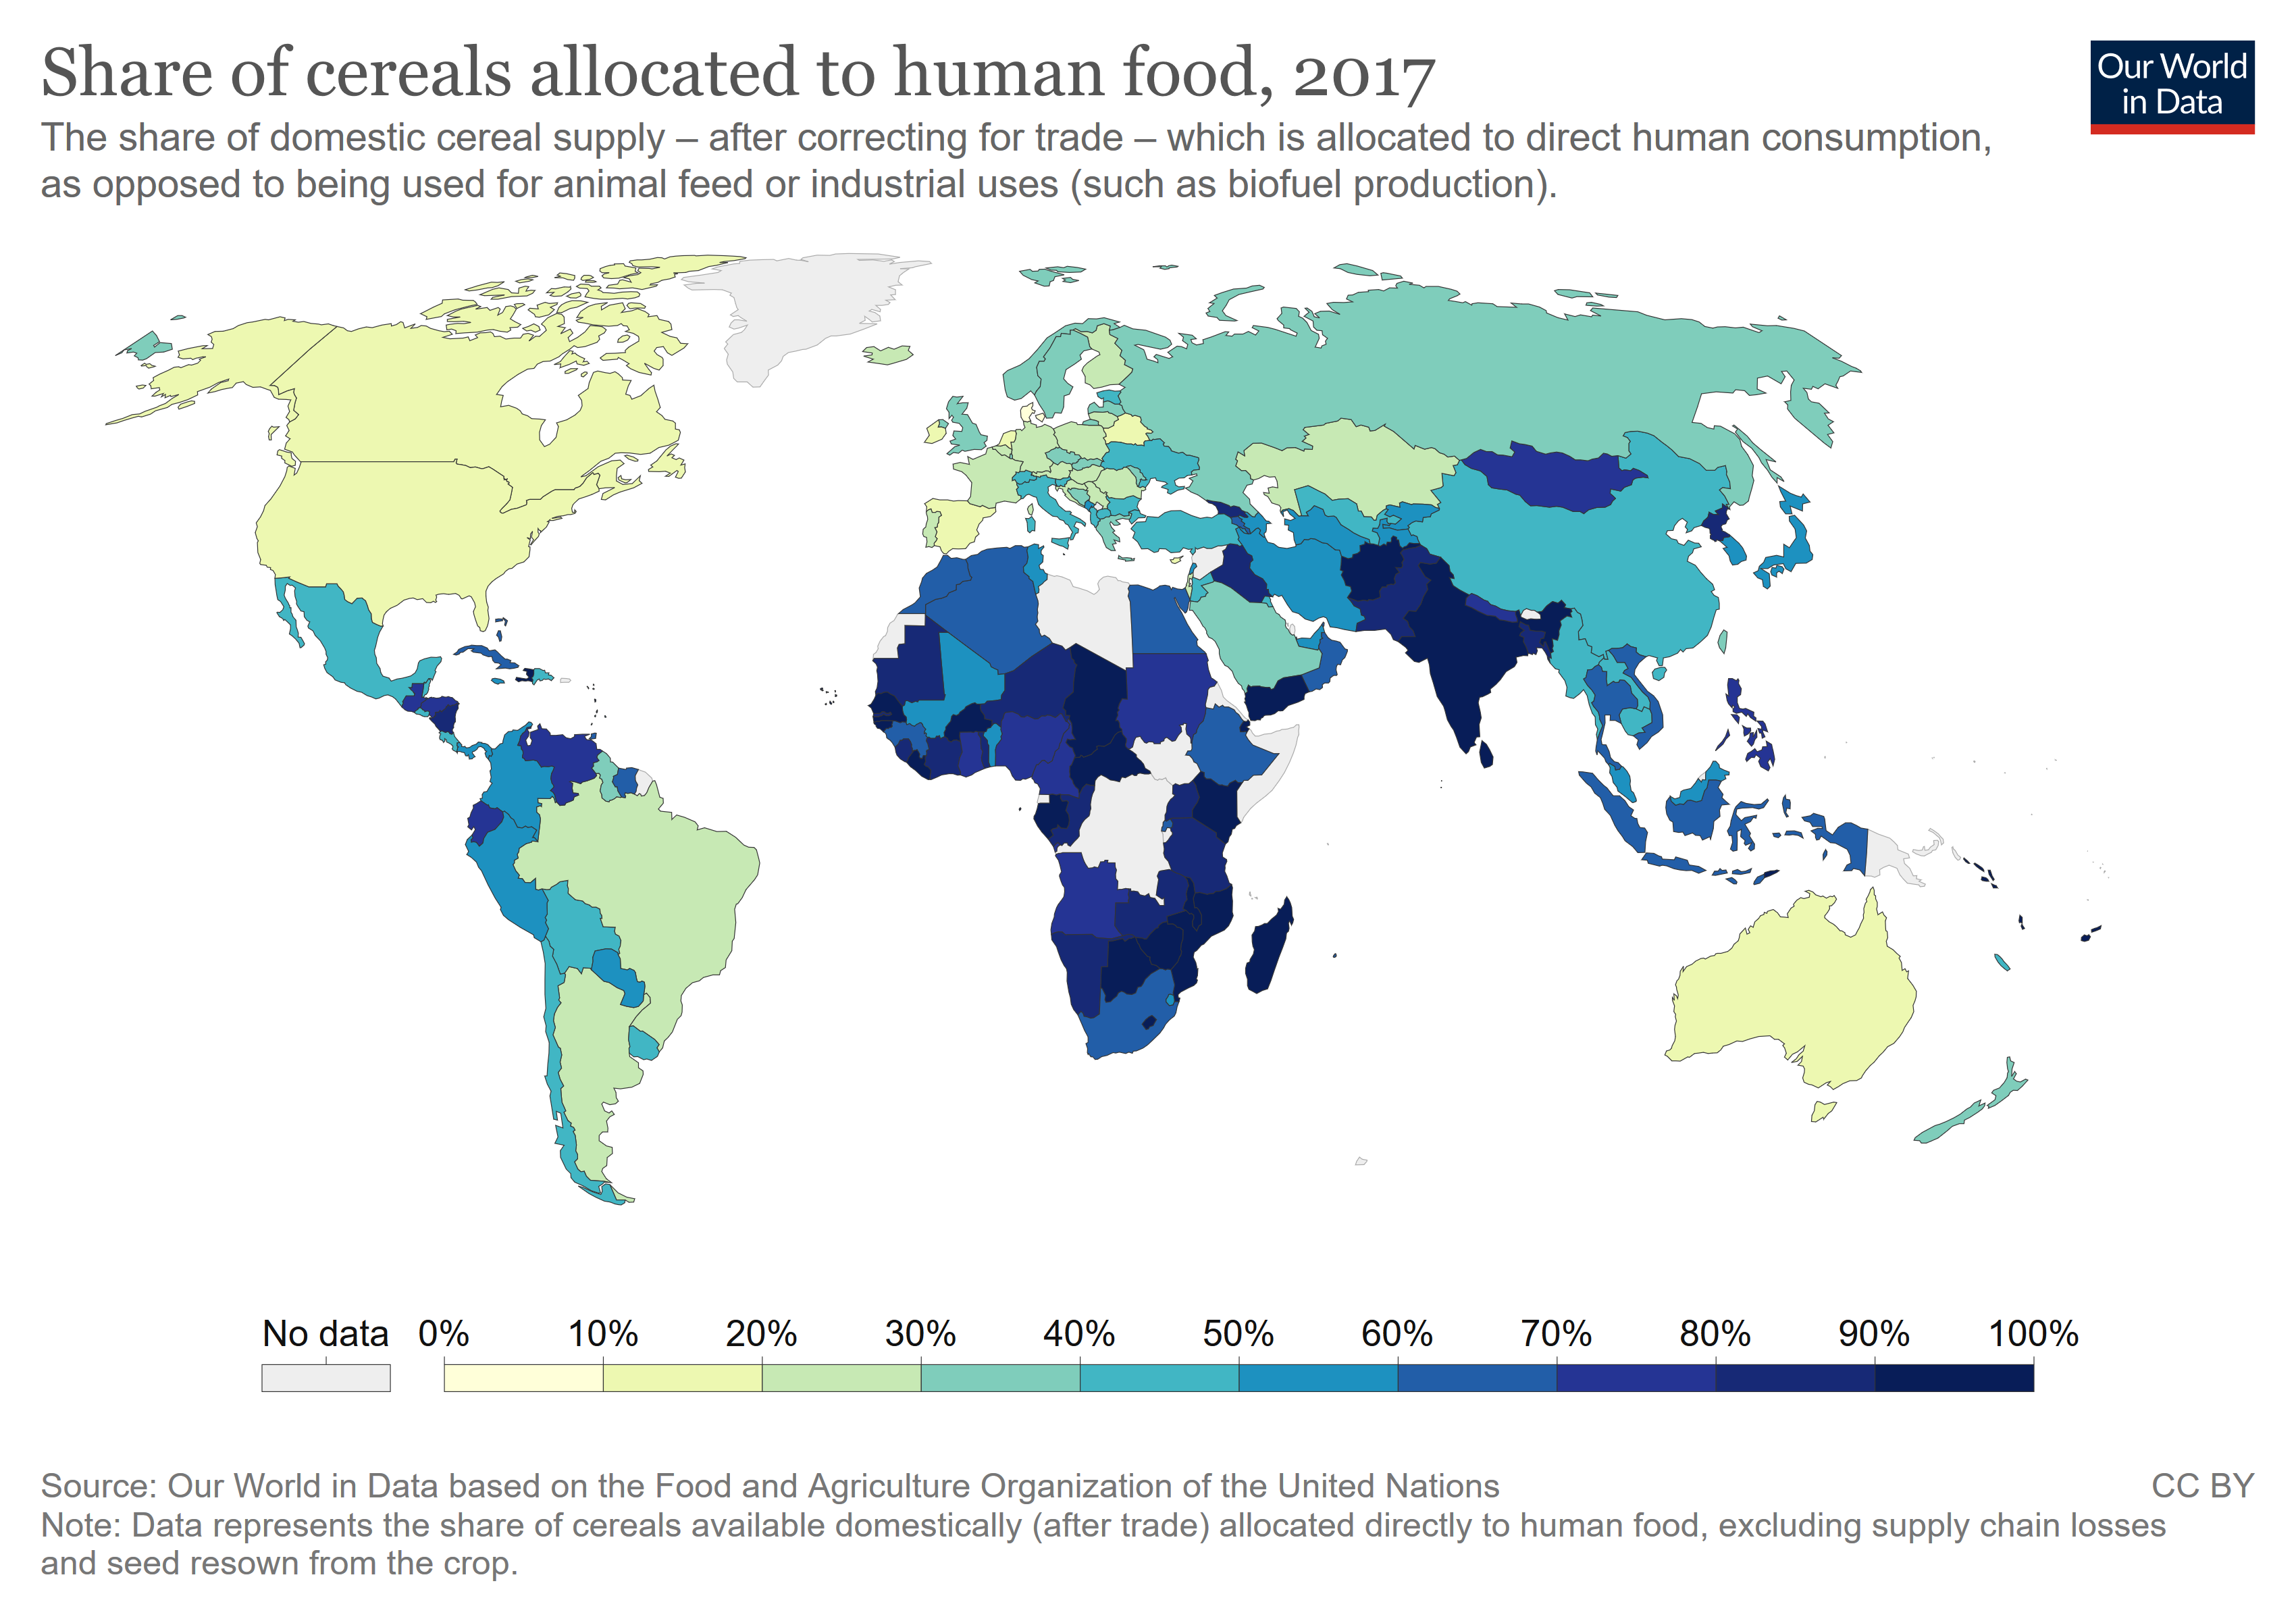 Share of cereals allocated to human food, 2017
Our World
in Data
The share of domestic cereal supply – after correcting for trade – which is allocated to direct human consumption,
as opposed to being used for animal feed or industrial uses (such as biofuel production).
No data 0% 10% 20% 30% 40% 50% 60% 70% 80% 90% 100%
Source: Our World in Data based on the Food and Agriculture Organization of the United Nations CC BY
Note: Data represents the share of cereals available domestically (after trade) allocated directly to human food, excluding supply chain losses
and seed resown from the crop.